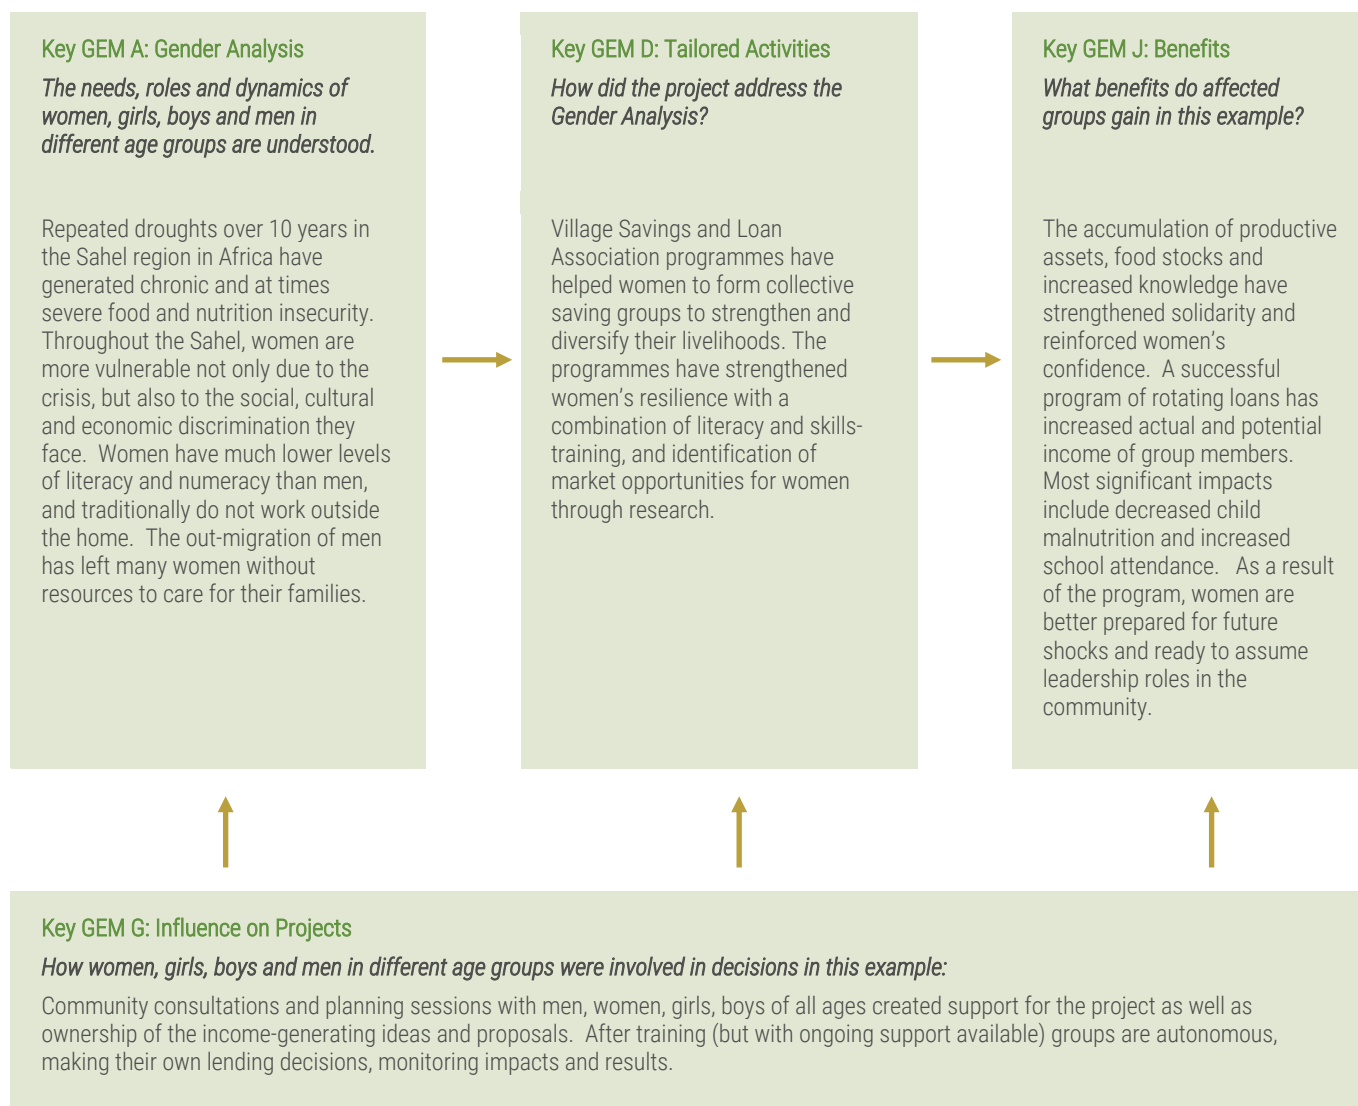 Key GEM A: Gender Analysis
The needs, roles and dynamics of
women, girls, boys and men in
different age groups are understood.
Repeated droughts over 10 years in
the Sahel region in Africa have
generated chronic and at times
severe food and nutrition insecurity.
Throughout the Sahel, women are
more vulnerable not only due to the
crisis, but also to the social, cultural
and economic discrimination they
face.  Women have much lower levels
of literacy and numeracy than men,
and traditionally do not work outside
the home.  The out-migration of men
has left many women without
resources to care for their families.
Key GEM D: Tailored Activities
How did the project address the
Gender Analysis?
Village Savings and Loan
Association programmes have
helped women to form collective
saving groups to strengthen and
diversify their livelihoods. The
programmes have strengthened
women’s resilience with a
combination of literacy and skills-
training, and identification of
market opportunities for women
through research.
Key GEM J: Benefits
What benefits do affected
groups gain in this example?
The accumulation of productive
assets, food stocks and
increased knowledge have
strengthened solidarity and
reinforced women’s
confidence.  A successful
program of rotating loans has
increased actual and potential
income of group members.
Most significant impacts
include decreased child
malnutrition and increased
school attendance.   As a result
of the program, women are
better prepared for future
shocks and ready to assume
leadership roles in the
community.
Key GEM G: Influence on Projects
How women, girls, boys and men in different age groups were involved in decisions in this example:
Community consultations and planning sessions with men, women, girls, boys of all ages created support for the project as well as
ownership of the income-generating ideas and proposals.  After training (but with ongoing support available) groups are autonomous,
making their own lending decisions, monitoring impacts and results.